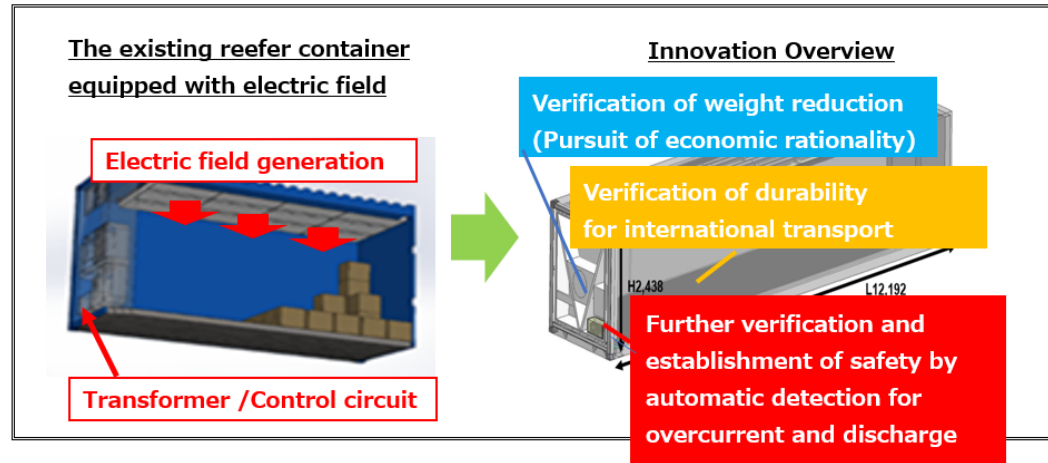 The existing reefer container
equipped with electric field
Electric field generation
Transformer /Control circuit
Innovation Overview
Verification of weight reduction
(Pursuit of economic rationality)
Verification of durability
for international transport
H2,438
L12,192
Further verification and
establishment of safety by
automatic detection for
overcurrent and discharge